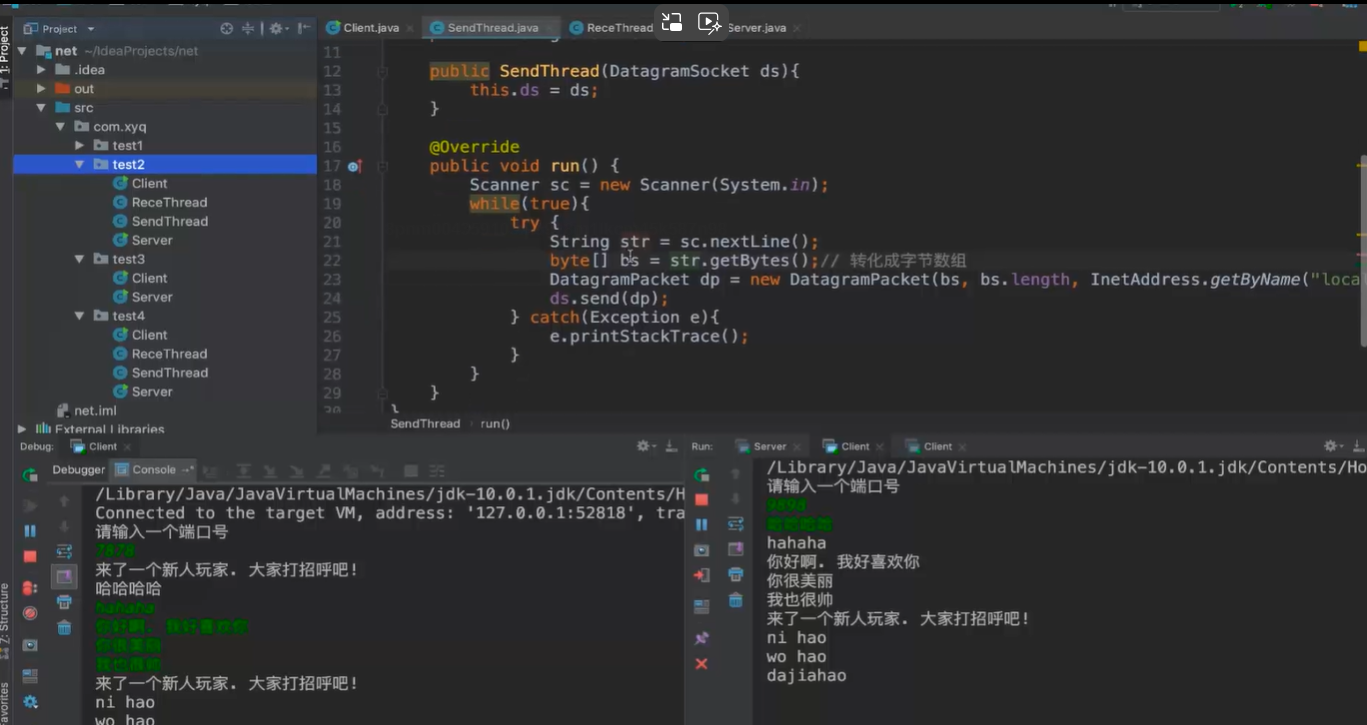 Project
Client.java
SendThread.java
ReceThread
Server.java
1: Project
net ~/IdeaProjects/net
.idea
out
src
com.xyq
test1
test2
Client
ReceThread
SendThread
Server
test3
Client
Server
test4
Client
ReceThread
SendThread
Server
net.iml
External Libraries
11
12 public SendThread(DatagramSocket ds){
13 this.ds = ds;
14 }
15
16 @Override
17 public void run() {
18 Scanner sc = new Scanner(System.in);
19 while(true){
20 try {
21 String str = sc.nextLine();
22 byte[] bs = str.getBytes();// 转化成字节数组
23 DatagramPacket dp = new DatagramPacket(bs, bs.length, InetAddress.getByName("loca
24 ds.send(dp);
25 } catch(Exception e){
26 e.printStackTrace();
27 }
28 }
29 }
30 }
SendThread run()
Debug: Client
Debugger Console
/Library/Java/JavaVirtualMachines/jdk-10.0.1.jdk/Contents/H
Connected to the target VM, address: '127.0.0.1:52818', tra
请输入一个端口号
7878
来了一个新人玩家. 大家打招呼吧!
哈哈哈哈
hahaha
你好啊. 我好喜欢你
你很美丽
我也很帅
来了一个新人玩家. 大家打招呼吧!
ni hao
wo hao
7: Structure
Favorites
Run: Server Client Client
/Library/Java/JavaVirtualMachines/jdk-10.0.1.jdk/Contents/Ho
请输入一个端口号
哈哈哈哈
hahaha
你好啊. 我好喜欢你
你很美丽
我也很帅
来了一个新人玩家. 大家打招呼吧!
ni hao
wo hao
dajiahao